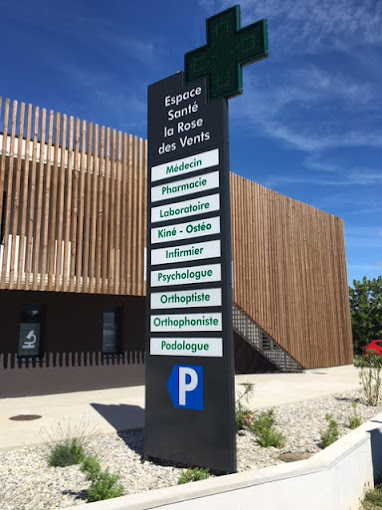 Espace
Santé
la Rose
des Vents
Médecin
Pharmacie
Laboratoire
Kiné - Ostéo
Infirmier
Psychologue
Orthoptiste
Orthophoniste
Podologue
P